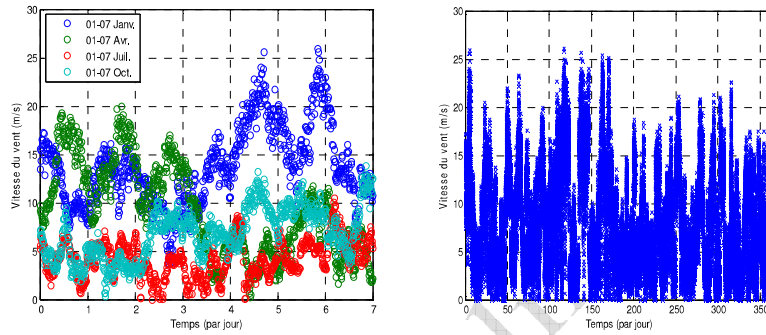 30
25
20
15
10
5
0
Vitesse du vent (m/s)
01-07 Janv.
01-07 Avr.
01-07 Juil.
01-07 Oct.
0 1 2 3 4 5 6 7
Temps (par jour)
30
25
20
15
10
5
0
Vitesse du vent (m/s)
0 50 100 150 200 250 300 350
Temps (par jour)